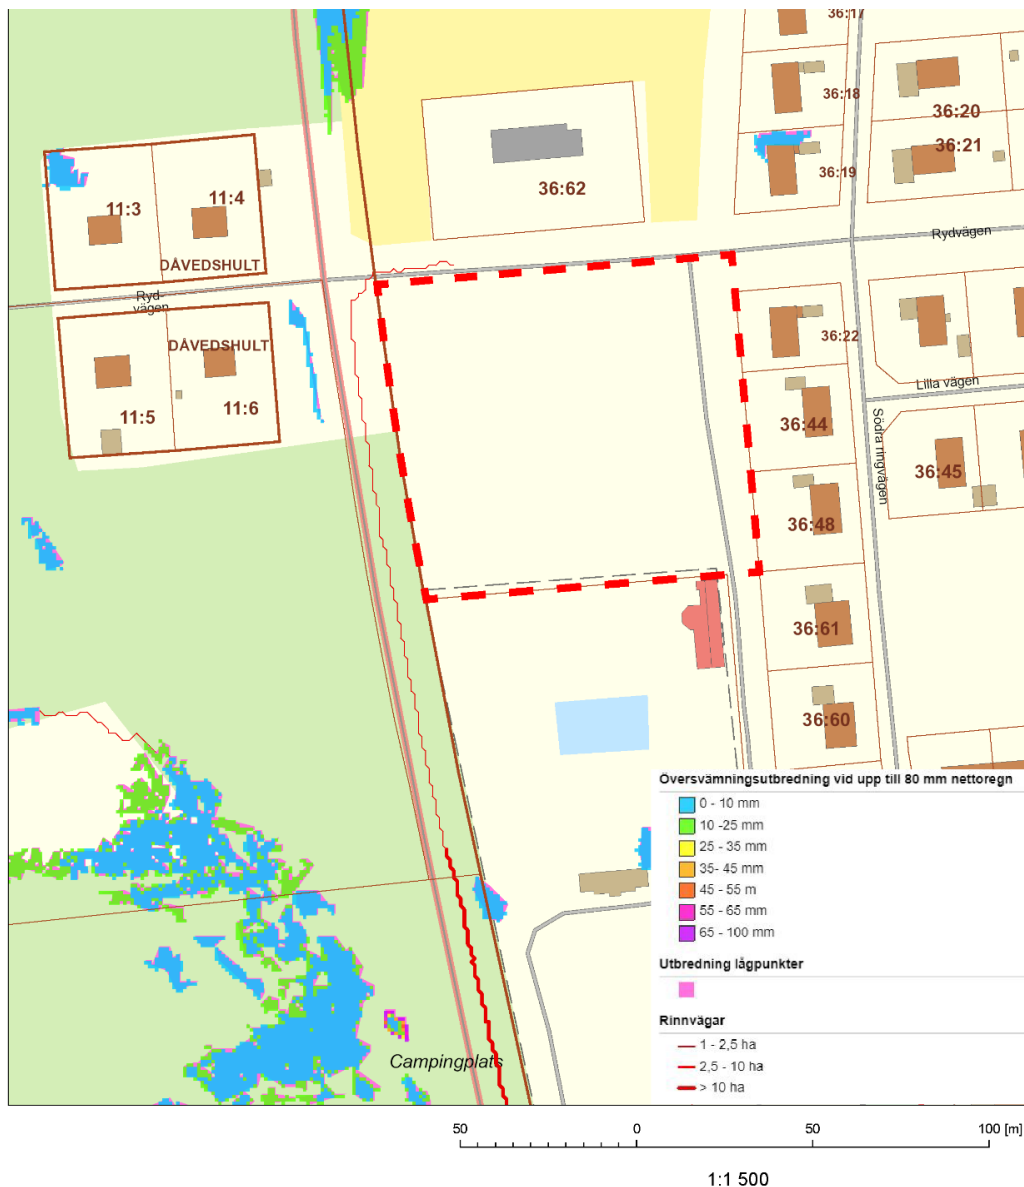 36:17
36:18
36:20
36:21
36:19
36:62
11:4
11:3
DÅVEDSHULT
Rydvägen
Ryd-
vägen
36:22
DÅVEDSHULT
Lilla vägen
11:6
11:5
36:44
Södra ringvägen
36:45
36:48
36:61
36:60
Översvämningsutbredning vid upp till 80 mm nettoregn
0 - 10 mm
10 -25 mm
25 - 35 mm
35- 45 mm
45 - 55 m
55 - 65 mm
65 - 100 mm
Utbredning lågpunkter
Rinnvägar
1 - 2,5 ha
2,5 - 10 ha
> 10 ha
Campingplats
50 0 50 100 [m]
1:1 500